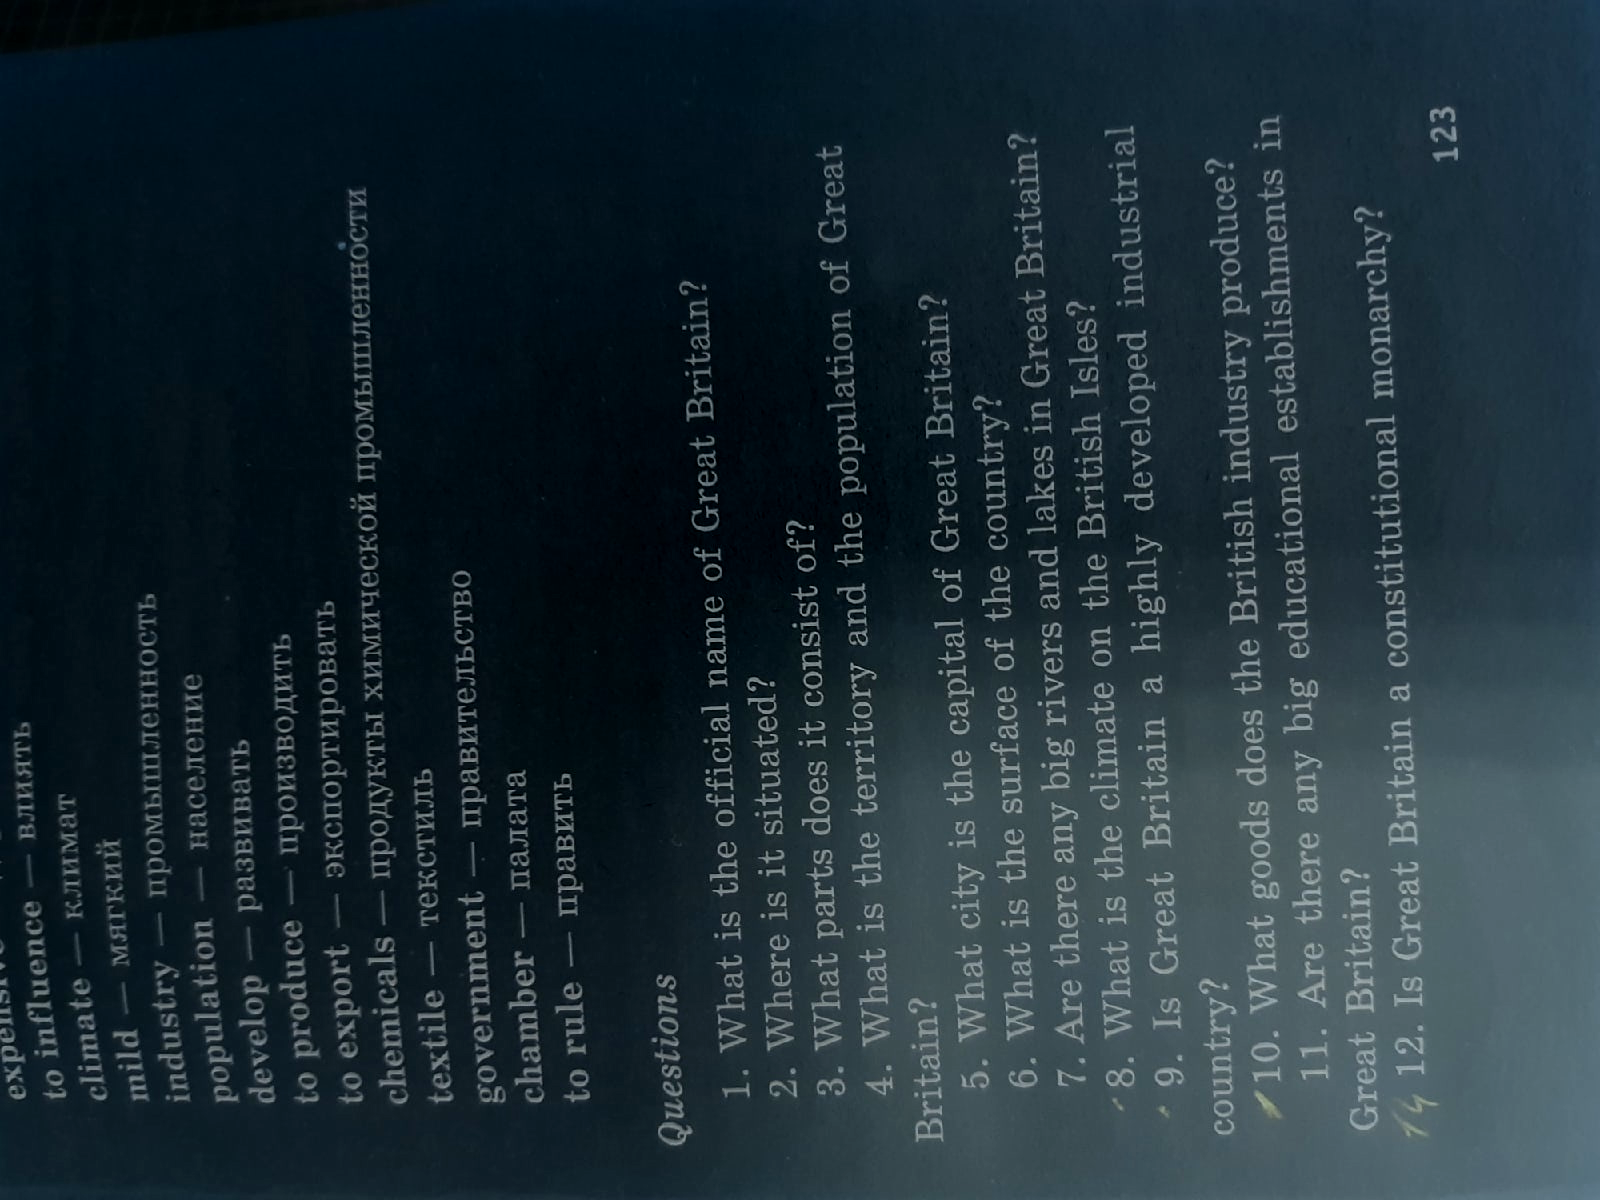 to influence — влиять
climate — климат
mild — мягкий
industry — промышленность
population — население
develop — развивать
to produce — производить
to export — экспортировать
chemicals — продукты химической промышленности
textile — текстиль
government — правительство
chamber — палата
to rule — править
Questions
1. What is the official name of Great Britain?
2. Where is it situated?
3. What parts does it consist of?
4. What is the territory and the population of Great
Britain?
5. What city is the capital of Great Britain?
6. What is the surface of the country?
7. Are there any big rivers and lakes in Great Britain?
8. What is the climate on the British Isles?
9. Is Great Britain a highly developed industrial
country?
10. What goods does the British industry produce?
11. Are there any big educational establishments in
Great Britain?
12. Is Great Britain a constitutional monarchy?
14
123